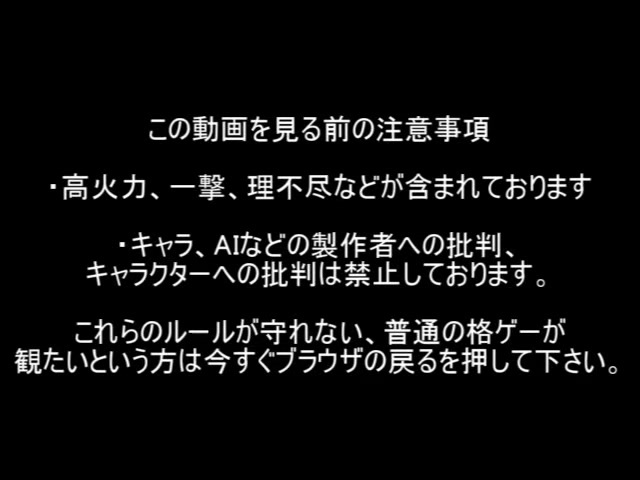 この動画を見る前の注意事項
・高火力、一撃、理不尽などが含まれております
・キャラ、AIなどの製作者への批判、
キャラクターへの批判は禁止しております。
これらのルールが守れない、普通の格ゲーが
観たいという方は今すぐブラウザの戻るを押して下さい。